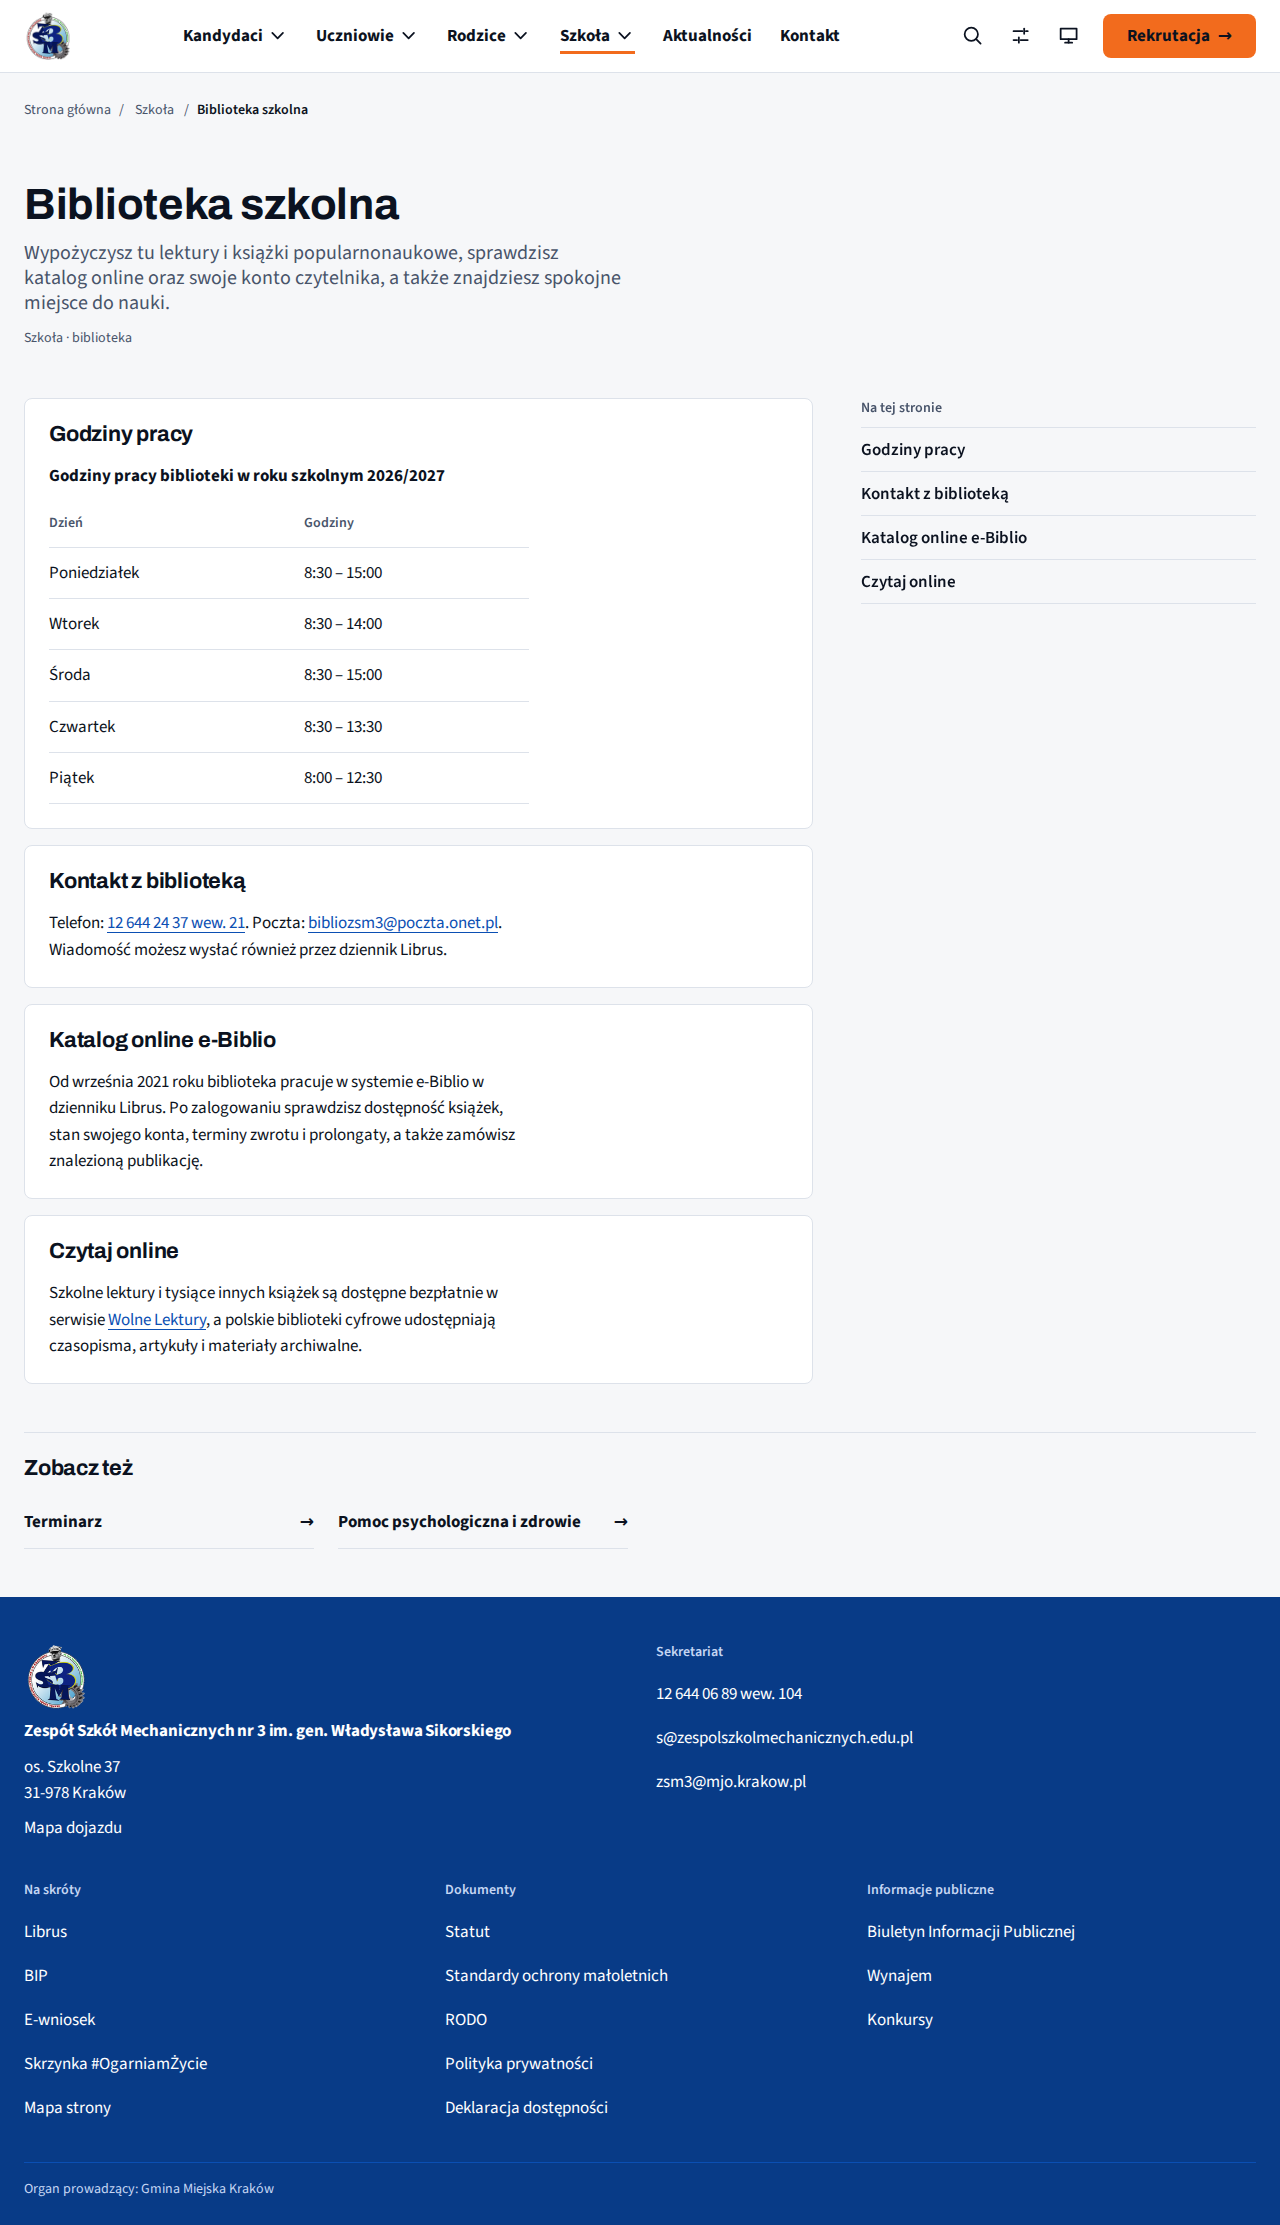 Kandydaci
Uczniowie
Rodzice
Szkoła
Aktualności
Kontakt
Rekrutacja →
Strona główna / Szkoła / Biblioteka szkolna
Biblioteka szkolna
Wypożyczysz tu lektury i książki popularnonaukowe, sprawdzisz
katalog online oraz swoje konto czytelnika, a także znajdziesz spokojne
miejsce do nauki.
Szkoła · biblioteka
Godziny pracy
Godziny pracy biblioteki w roku szkolnym 2026/2027
Dzień Godziny
Poniedziałek 8:30 – 15:00
Wtorek 8:30 – 14:00
Środa 8:30 – 15:00
Czwartek 8:30 – 13:30
Piątek 8:00 – 12:30
Kontakt z biblioteką
Telefon: 12 644 24 37 wew. 21. Poczta: bibliozsm3@poczta.onet.pl.
Wiadomość możesz wysłać również przez dziennik Librus.
Katalog online e-Biblio
Od września 2021 roku biblioteka pracuje w systemie e-Biblio w
dzienniku Librus. Po zalogowaniu sprawdzisz dostępność książek,
stan swojego konta, terminy zwrotu i prolongaty, a także zamówisz
znalezioną publikację.
Czytaj online
Szkolne lektury i tysiące innych książek są dostępne bezpłatnie w
serwisie Wolne Lektury, a polskie biblioteki cyfrowe udostępniają
czasopisma, artykuły i materiały archiwalne.
Na tej stronie
Godziny pracy
Kontakt z biblioteką
Katalog online e-Biblio
Czytaj online
Zobacz też
Terminarz →
Pomoc psychologiczna i zdrowie →
Zespół Szkół Mechanicznych nr 3 im. gen. Władysława Sikorskiego
os. Szkolne 37
31-978 Kraków
Mapa dojazdu
Sekretariat
12 644 06 89 wew. 104
s@zespolszkolmechanicznych.edu.pl
zsm3@mjo.krakow.pl
Na skróty
Librus
BIP
E-wniosek
Skrzynka #OgarniamŻycie
Mapa strony
Dokumenty
Statut
Standardy ochrony małoletnich
RODO
Polityka prywatności
Deklaracja dostępności
Informacje publiczne
Biuletyn Informacji Publicznej
Wynajem
Konkursy
Organ prowadzący: Gmina Miejska Kraków